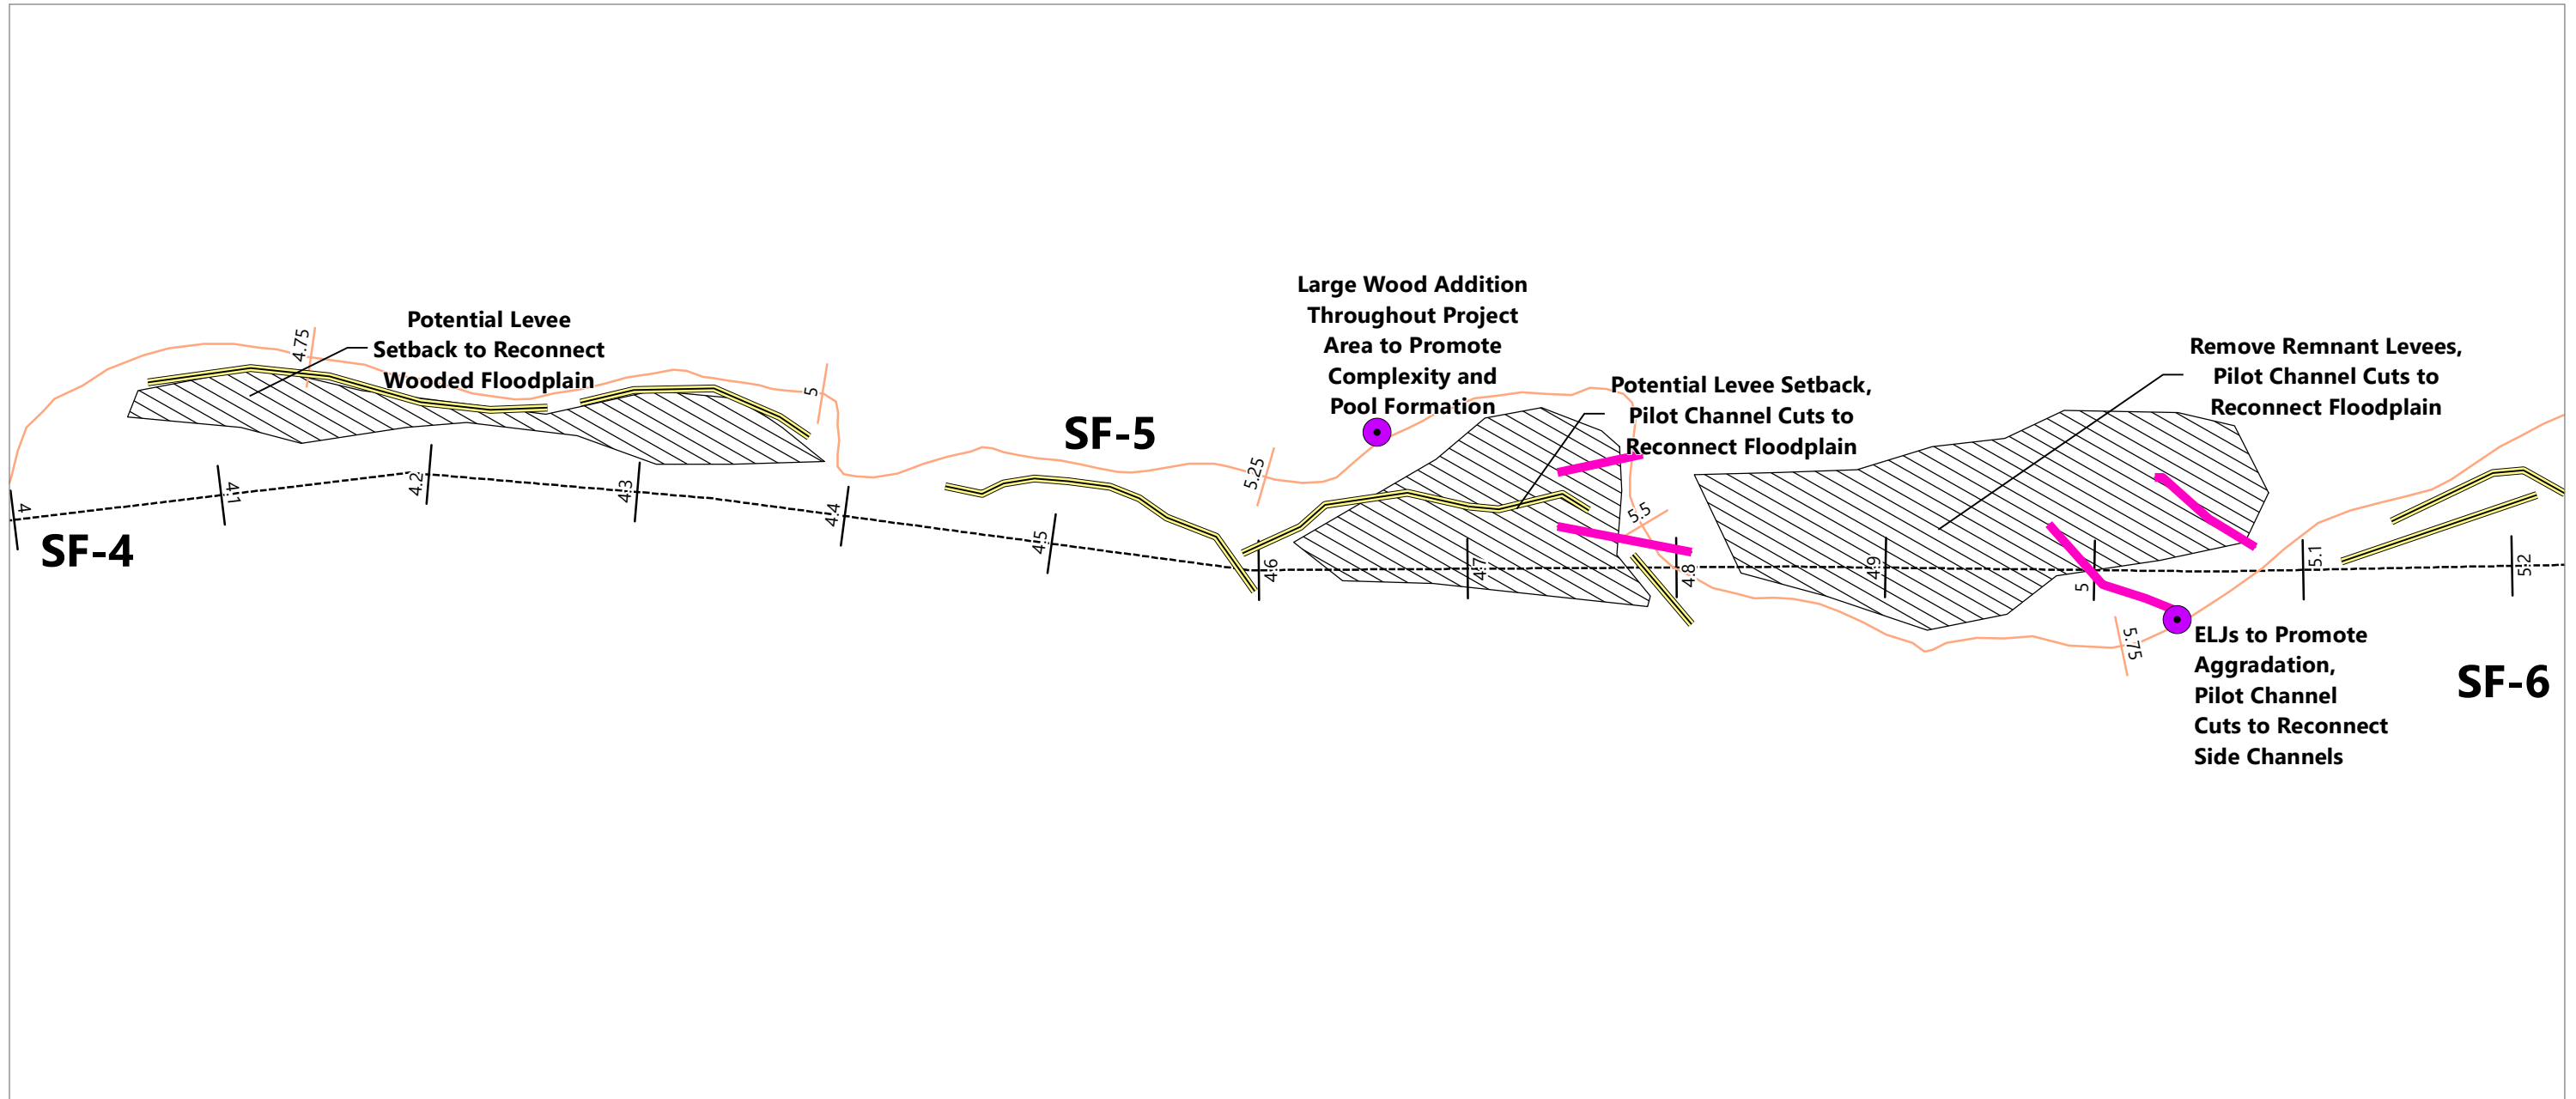 Large Wood Addition
Throughout Project
Area to Promote
Complexity and
Pool Formation
Potential Levee
Setback to Reconnect
Wooded Floodplain
Potential Levee Setback,
Pilot Channel Cuts to
Reconnect Floodplain
Remove Remnant Levees,
Pilot Channel Cuts to
Reconnect Floodplain
4.75
5
SF-5
5.25
5.5
4
4.1
4.2
4.3
4.4
4.5
4.6
4.7
4.8
4.9
5
5.1
5.2
SF-4
5.75
ELJs to Promote
Aggradation,
Pilot Channel
Cuts to Reconnect
Side Channels
SF-6